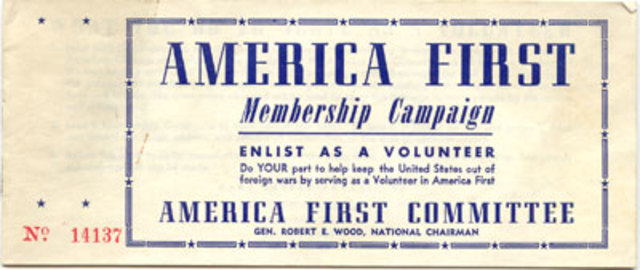 AMERICA FIRST
Membership Campaign
ENLIST AS A VOLUNTEER
Do YOUR part to help keep the United States out of
foreign wars by serving as a Volunteer in America First
AMERICA FIRST COMMITTEE
GEN. ROBERT E. WOOD, NATIONAL CHAIRMAN
No. 14137